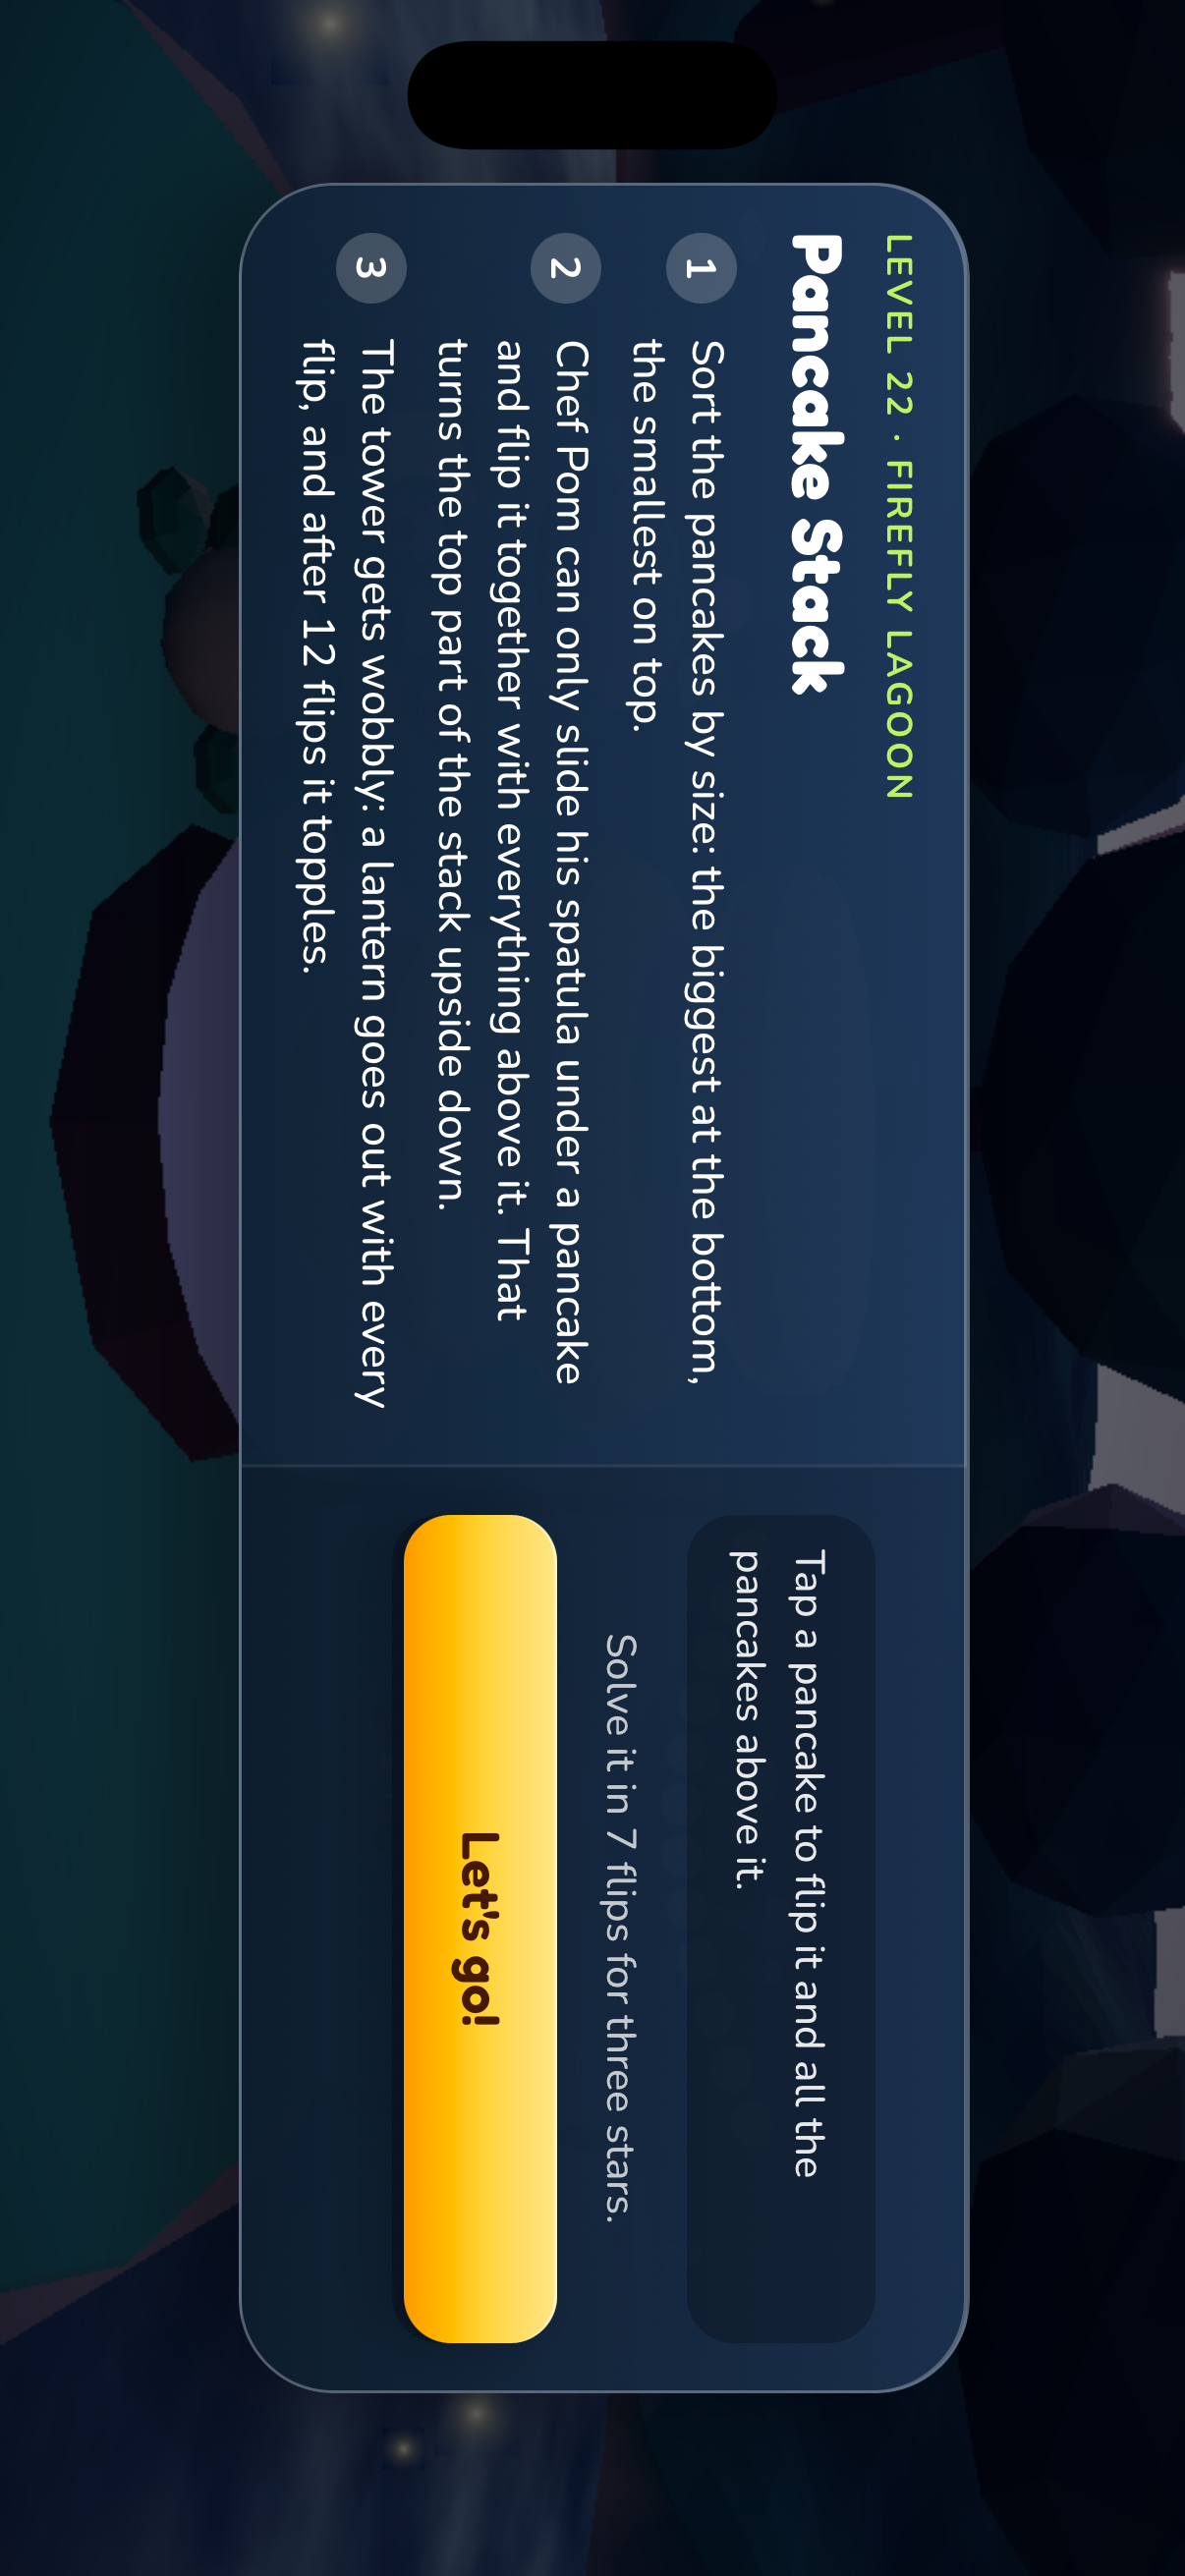 LEVEL 22 · FIREFLY LAGOON
Pancake Stack
1 Sort the pancakes by size: the biggest at the bottom,
the smallest on top.
2 Chef Pom can only slide his spatula under a pancake
and flip it together with everything above it. That
turns the top part of the stack upside down.
3 The tower gets wobbly: a lantern goes out with every
flip, and after 12 flips it topples.
Tap a pancake to flip it and all the
pancakes above it.
Solve it in 7 flips for three stars.
Let's go!